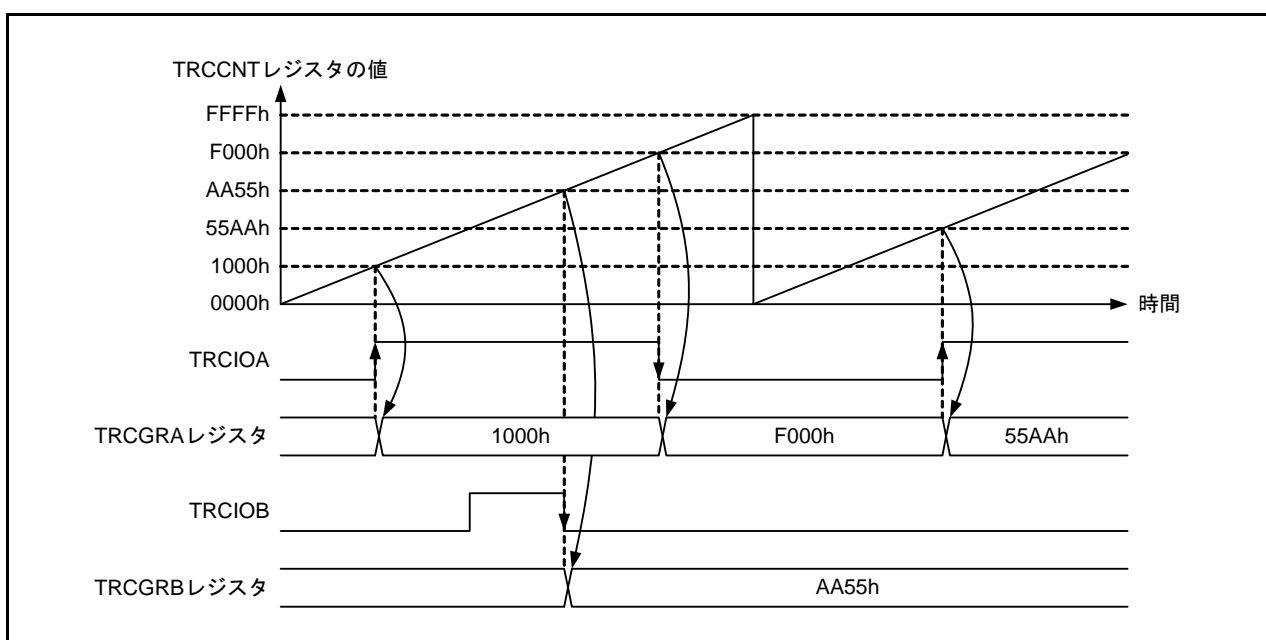 TRCCNTレジスタの値
FFFFh
F000h
AA55h
55AAh
1000h
0000h
時間
TRCIOA
TRCGRAレジスタ
1000h
F000h
55AAh
TRCIOB
TRCGRBレジスタ
AA55h